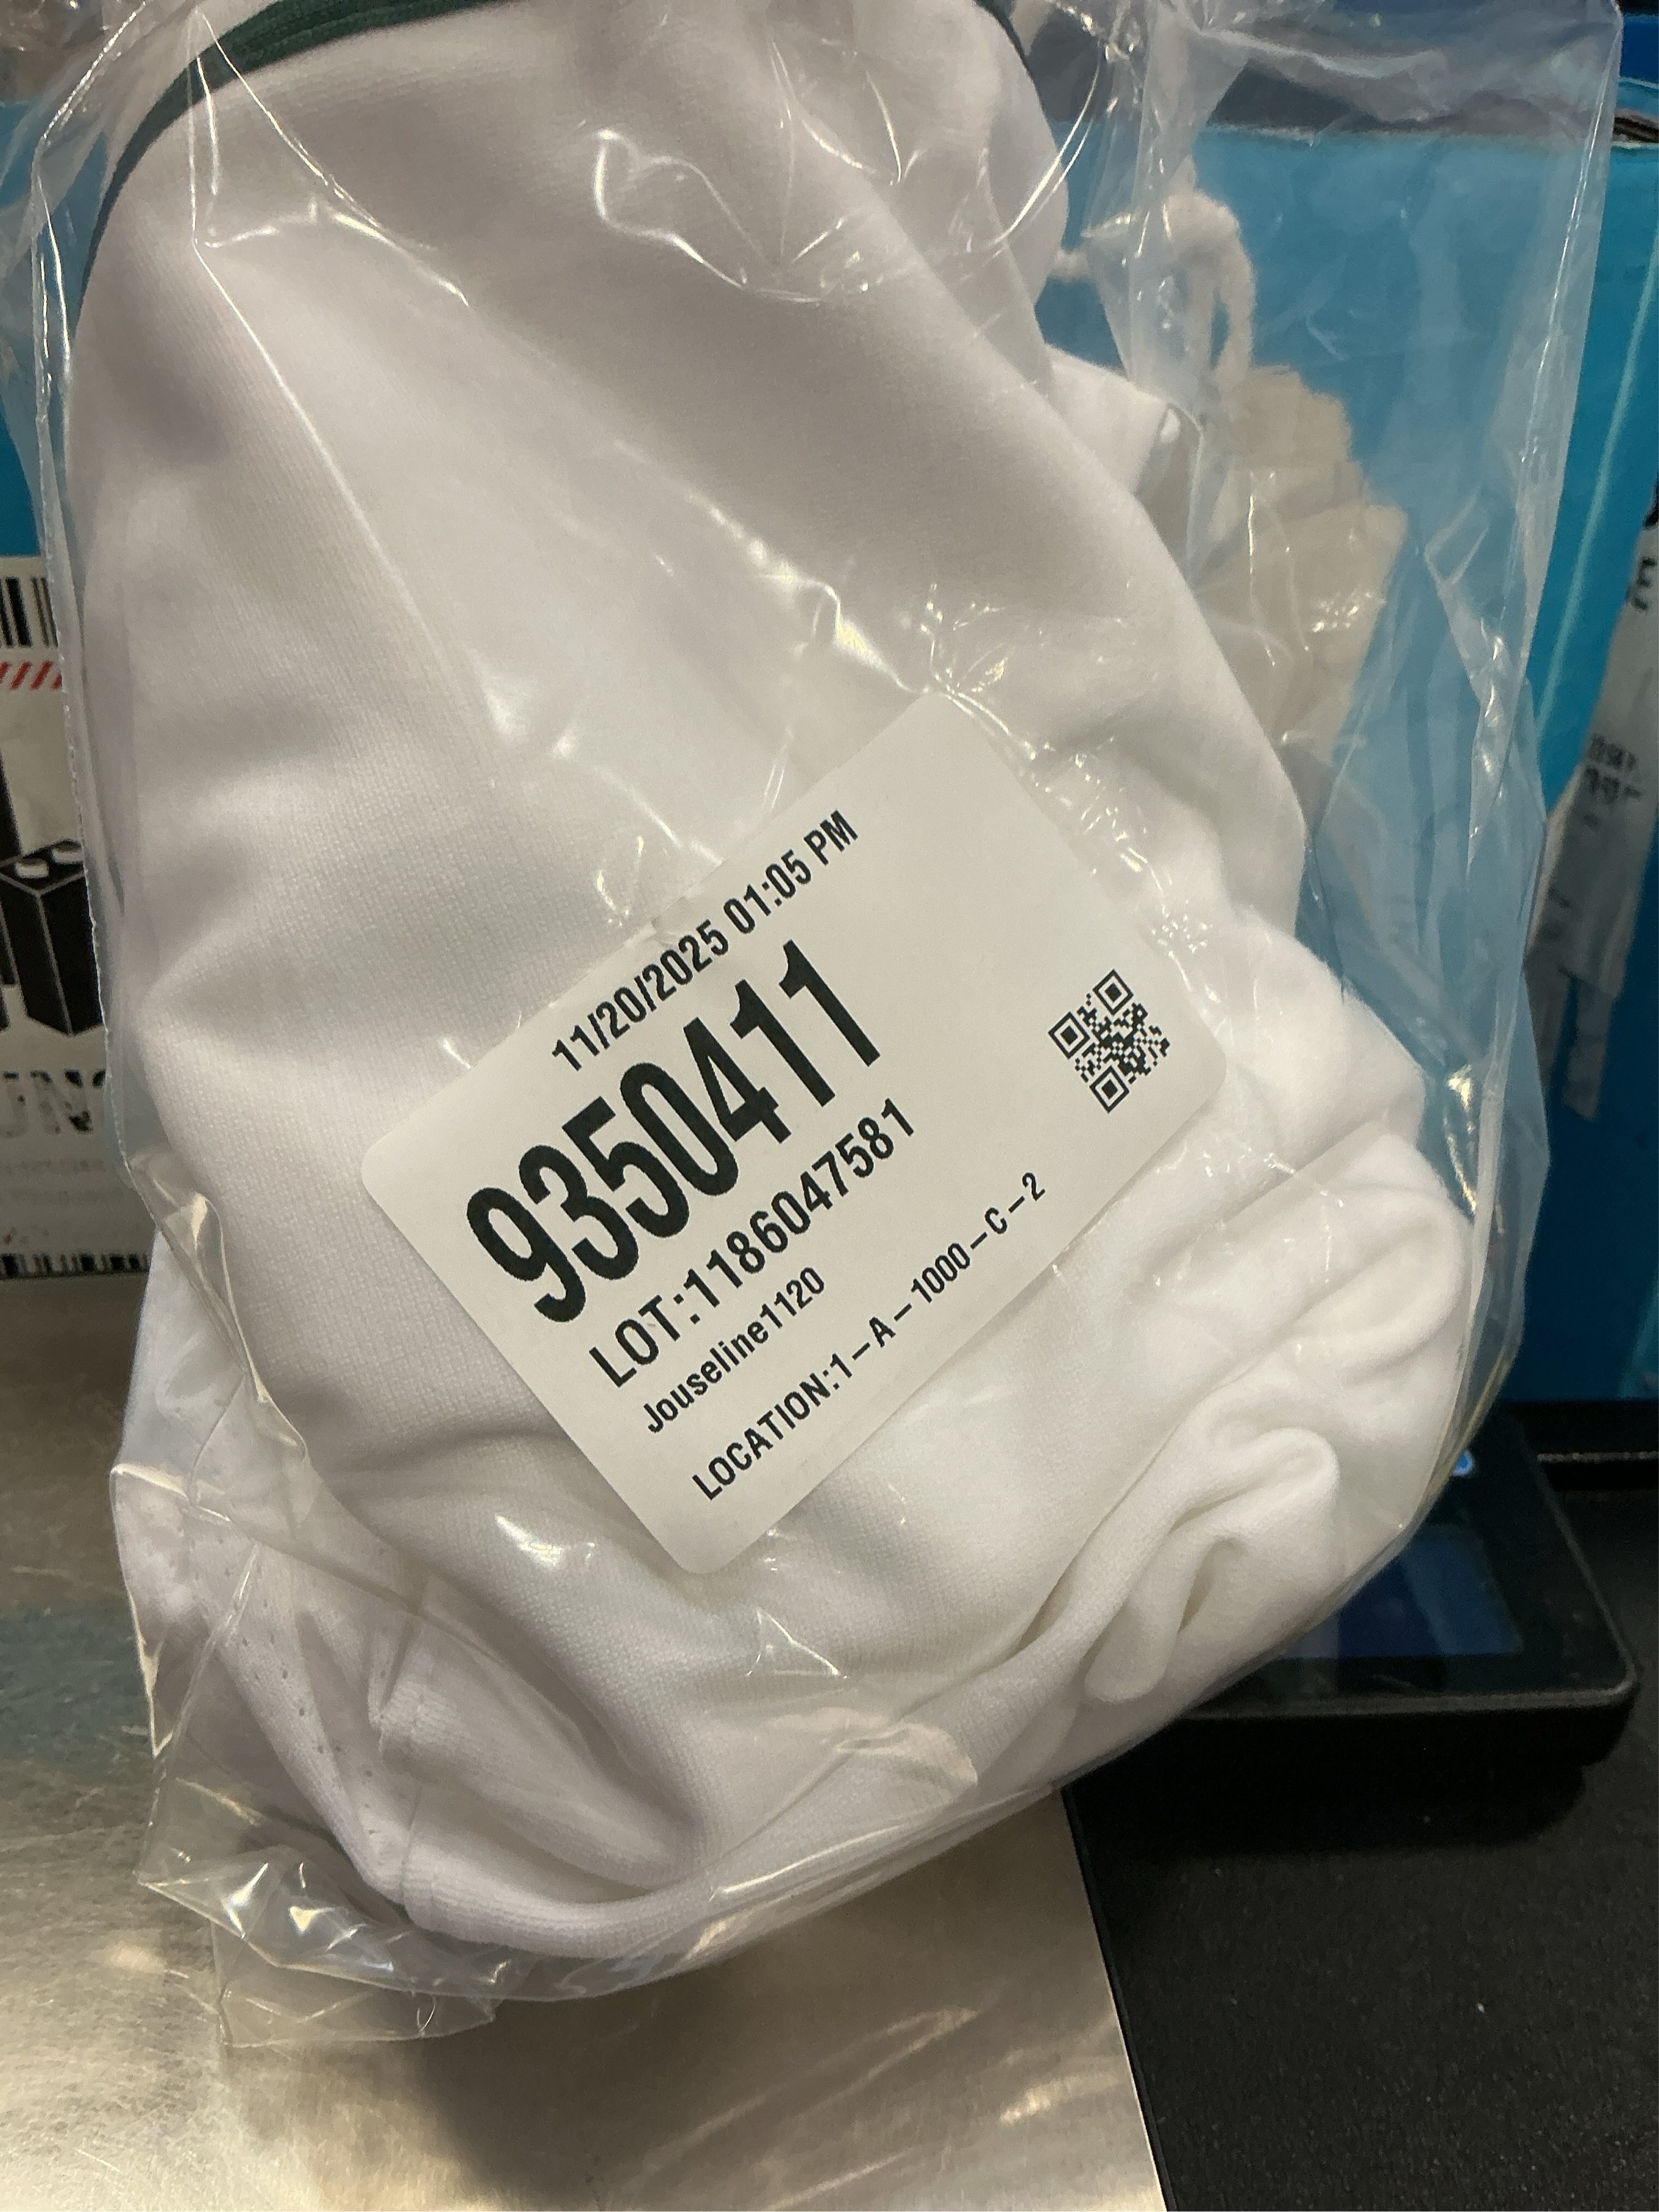 11/20/2025 01:05 PM
9350411
LOT:1186047581
Jouseline1120
LOCATION:1-A-1000-C-2